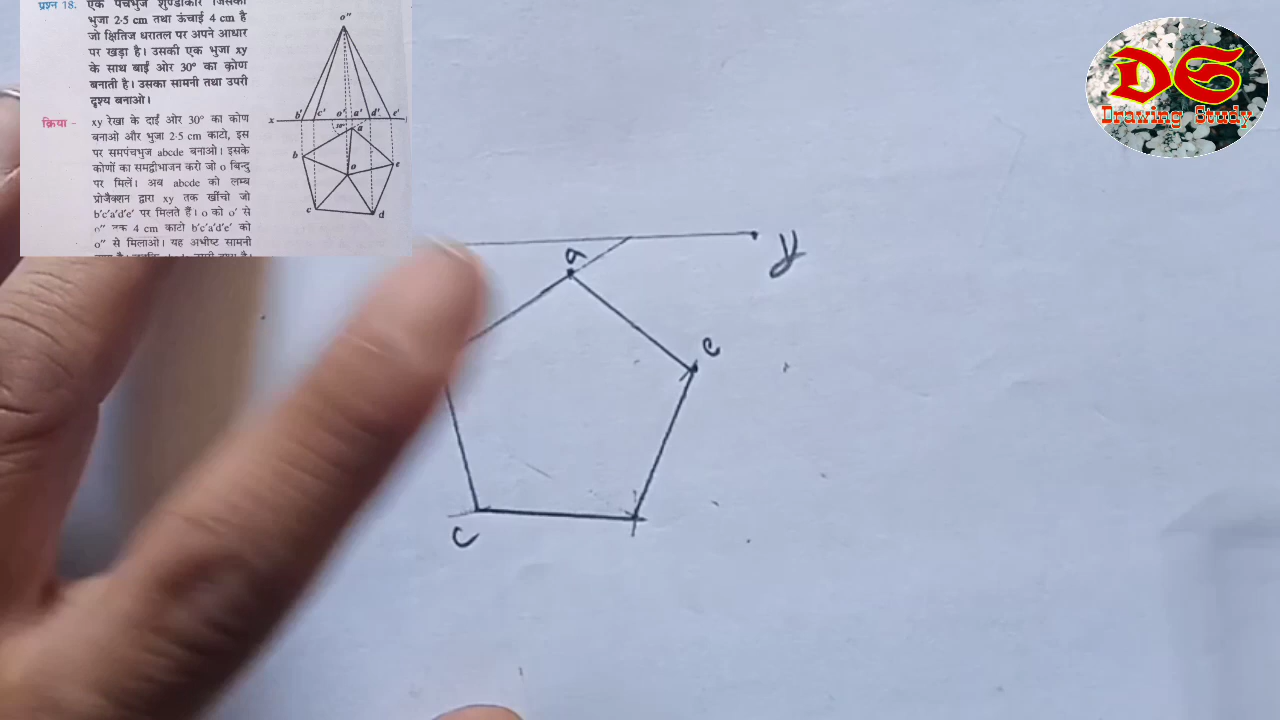 प्रश्न 18. एक पंचभुज शुण्डाकार जिसकी
भुजा 2·5 cm तथा ऊंचाई 4 cm है
जो क्षितिज धरातल पर अपने आधार
पर खड़ा है। उसकी एक भुजा xy
के साथ बाईं ओर 30° का कोण
बनाती है। उसका सामनी तथा उपरी
दृश्य बनाओ।
क्रिया – xy रेखा के दाईं ओर 30° का कोण
बनाओ और भुजा 2·5 cm काटो, इस
पर समपंचभुज abcde बनाओ। इसके
कोणों का समद्वीभाजन करो जो o बिन्दु
पर मिलें। अब abcde को लम्ब
प्रोजैक्शन द्वारा xy तक खींचो जो
b'c'a'd'e' पर मिलते हैं। o को o' से
o" तक 4 cm काटो b'c'a'd'e' को
o" से मिलाओ। यह अभीष्ट सामनी
o"
x b' c' o' a' d' e'
30° a
b e
o
c d
DS
Drawing Study
y
a
e
c